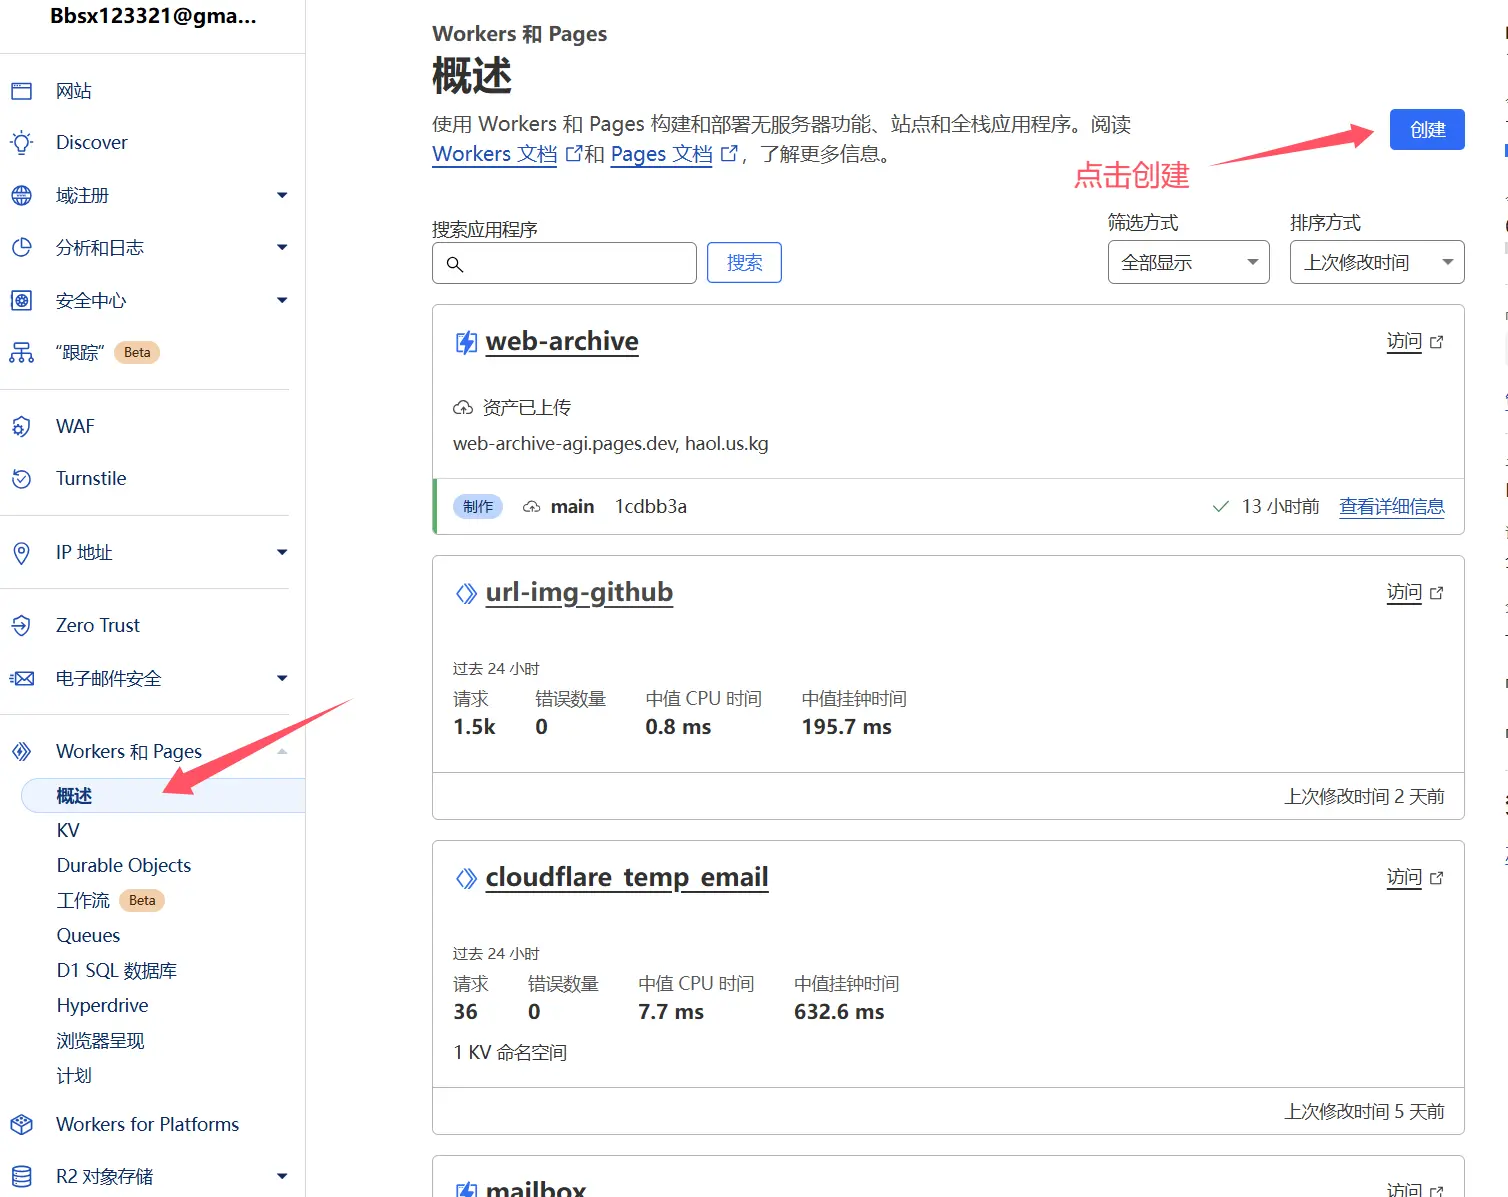 Bbsx123321@gma...
网站
Discover
域注册
分析和日志
安全中心
“跟踪” Beta
WAF
Turnstile
IP 地址
Zero Trust
电子邮件安全
Workers 和 Pages
概述
KV
Durable Objects
工作流 Beta
Queues
D1 SQL 数据库
Hyperdrive
浏览器呈现
计划
Workers for Platforms
R2 对象存储
Workers 和 Pages
概述
使用 Workers 和 Pages 构建和部署无服务器功能、站点和全栈应用程序。阅读
Workers 文档 和 Pages 文档 ，了解更多信息。
创建
点击创建
搜索应用程序
搜索
筛选方式
全部显示
排序方式
上次修改时间
web-archive 访问
资产已上传
web-archive-agi.pages.dev, haol.us.kg
制作 main 1cdbb3a 13 小时前 查看详细信息
url-img-github 访问
过去 24 小时
请求 错误数量 中值 CPU 时间 中值挂钟时间
1.5k 0 0.8 ms 195.7 ms
上次修改时间 2 天前
cloudflare_temp_email 访问
过去 24 小时
请求 错误数量 中值 CPU 时间 中值挂钟时间
36 0 7.7 ms 632.6 ms
1 KV 命名空间
上次修改时间 5 天前
mailbox 访问